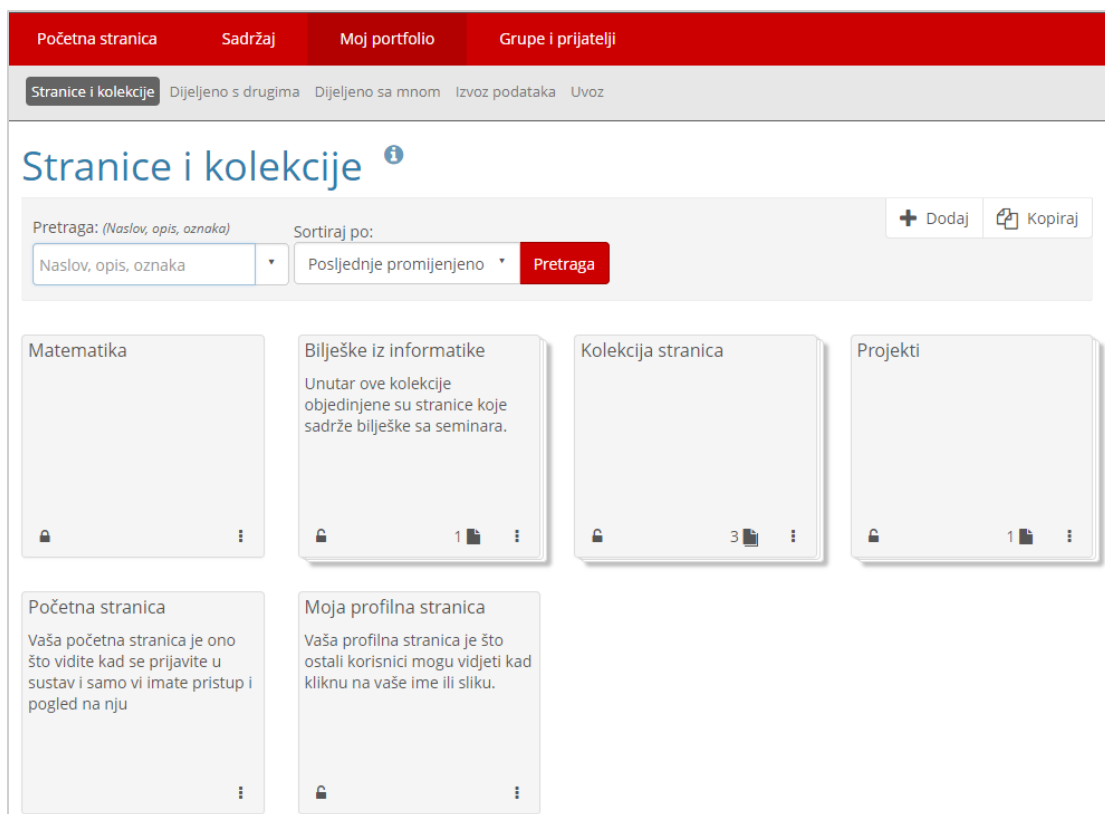 Početna stranica Sadržaj Moj portfolio Grupe i prijatelji
Stranice i kolekcije Dijeljeno s drugima Dijeljeno sa mnom Izvoz podataka Uvoz
Stranice i kolekcije
Dodaj Kopiraj
Pretraga: (Naslov, opis, oznaka) Sortiraj po:
Naslov, opis, oznaka Posljednje promijenjeno Pretraga
Matematika
Bilješke iz informatike
Unutar ove kolekcije
objedinjene su stranice koje
sadrže bilješke sa seminara.
1
Kolekcija stranica
3
Projekti
1
Početna stranica
Vaša početna stranica je ono
što vidite kad se prijavite u
sustav i samo vi imate pristup i
pogled na nju
Moja profilna stranica
Vaša profilna stranica je što
ostali korisnici mogu vidjeti kad
kliknu na vaše ime ili sliku.